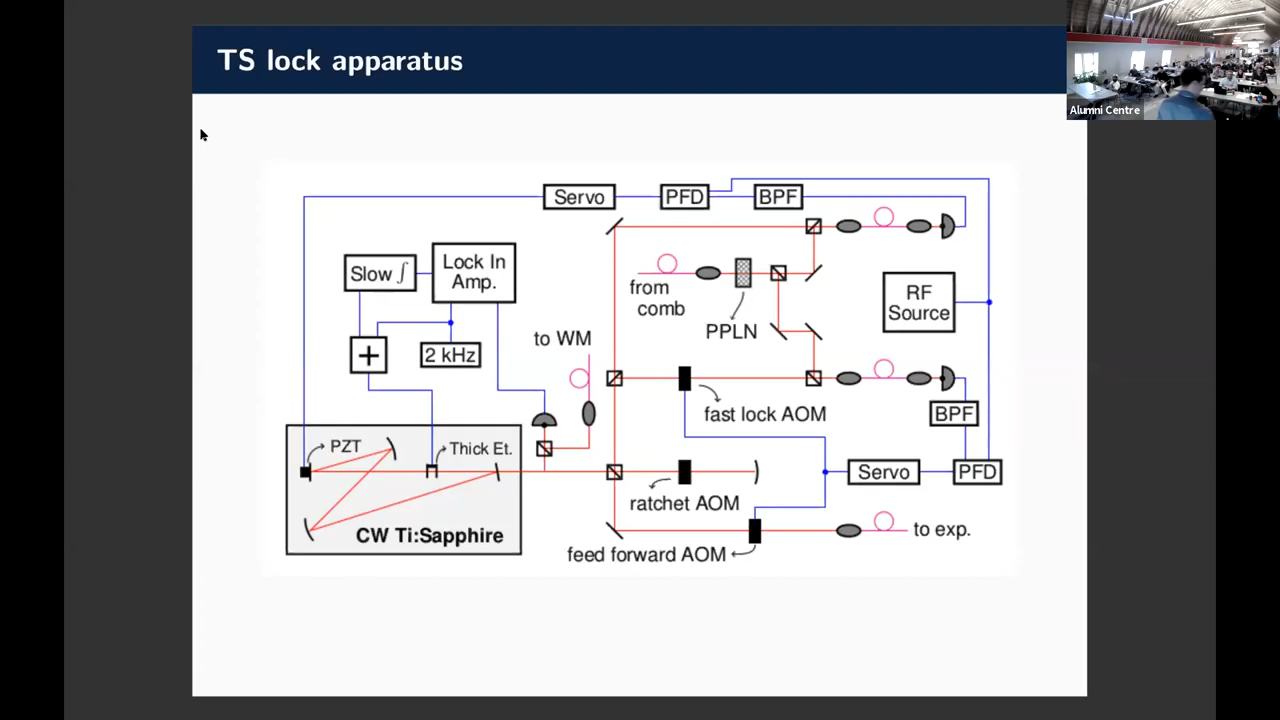 TS lock apparatus
Alumni Centre
Servo
PFD
BPF
Slow ∫
Lock In
Amp.
from
comb
RF
Source
PPLN
to WM
+
2 kHz
fast lock AOM
BPF
PZT
Thick Et.
Servo
PFD
ratchet AOM
CW Ti:Sapphire
feed forward AOM
to exp.